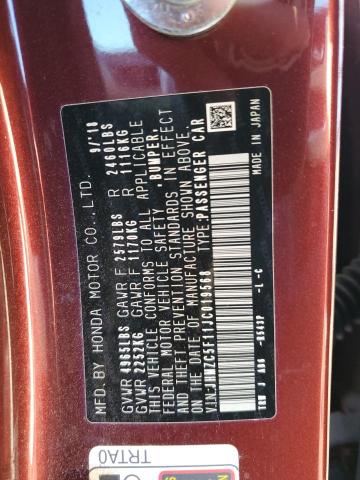 MFD.BY HONDA MOTOR CO.,LTD. 9/'18
GVWR 4965LBS GAWR F 2579LBS R 2460LBS
GVWR 2252KG GAWR F 1170KG R 1116KG
THIS VEHICLE CONFORMS TO ALL APPLICABLE
FEDERAL MOTOR VEHICLE SAFETY ,BUMPER,
AND THEFT PREVENTION STANDARDS IN EFFECT
ON THE DATE OF MANUFACTURE SHOWN ABOVE.
TYPE:PASSENGER CAR
MADE IN JAPAN
-L -C
TRTA0